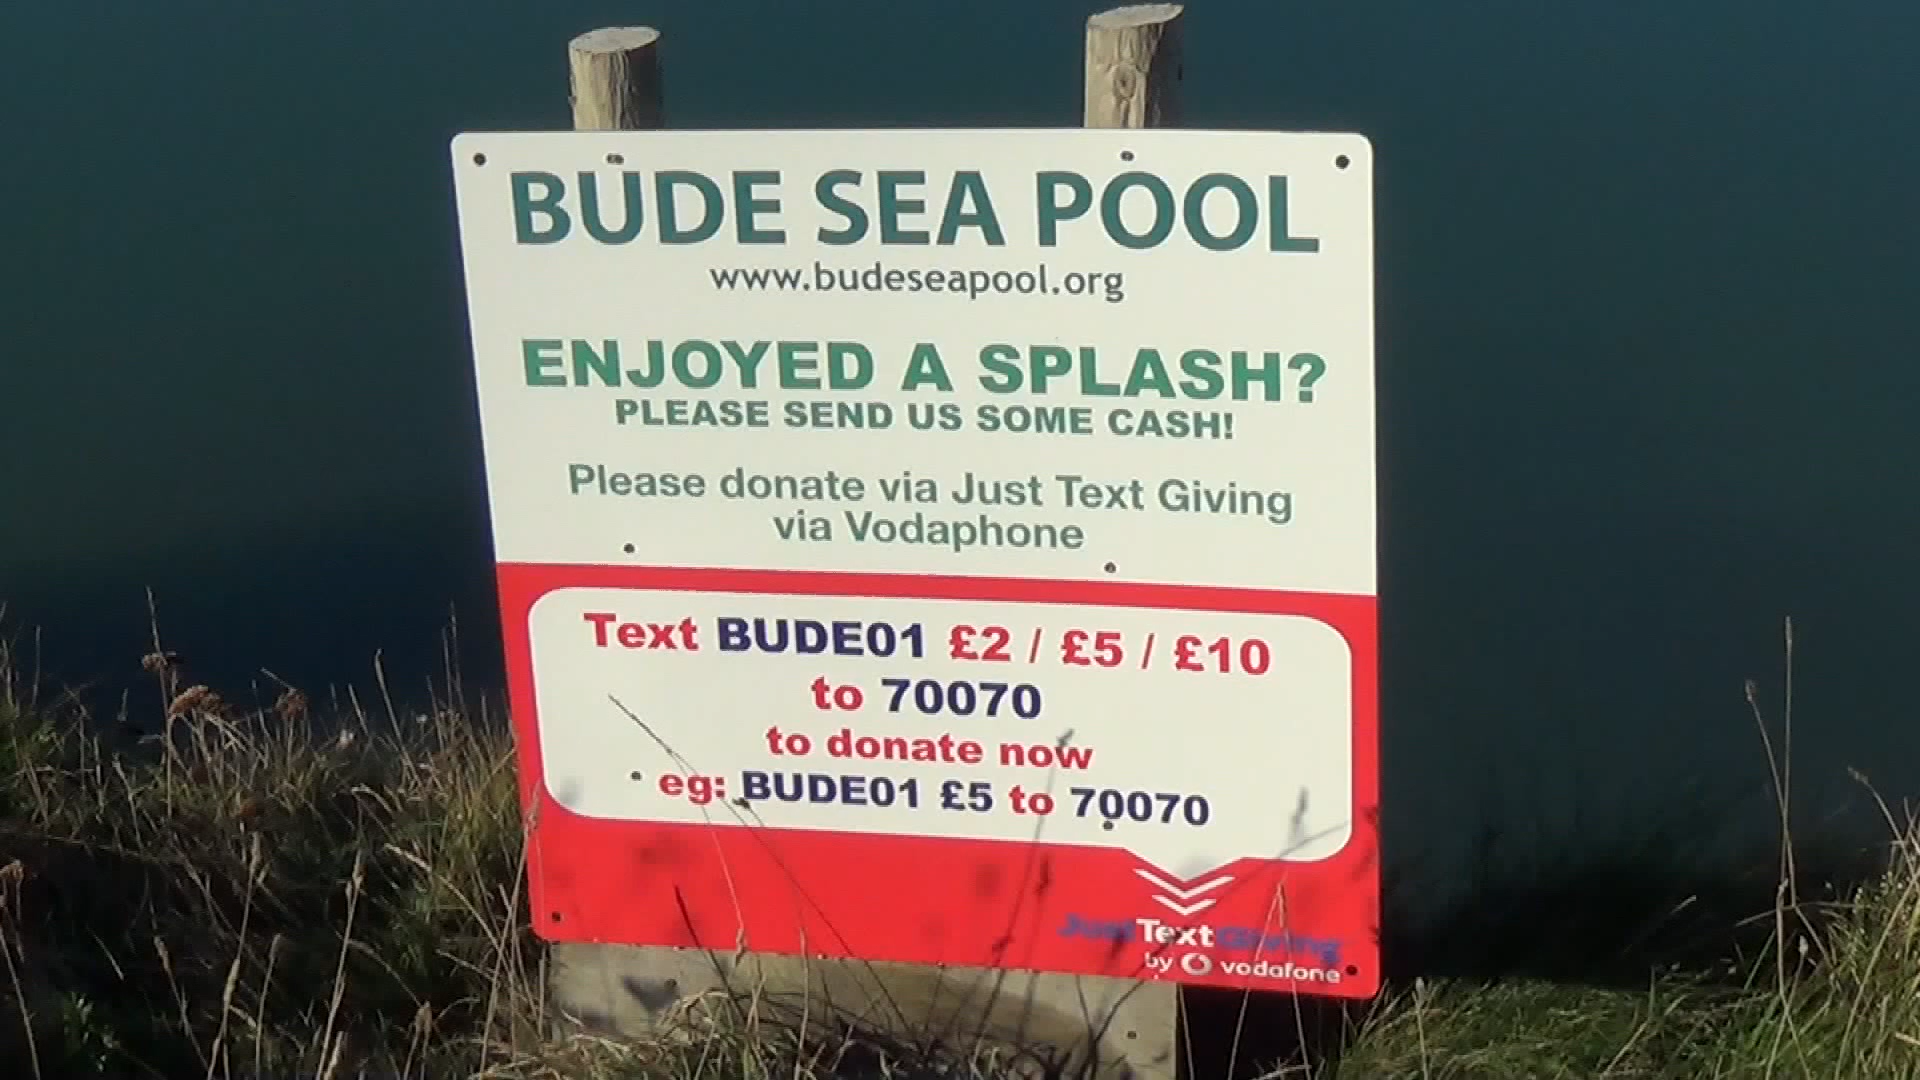 BUDE SEA POOL
www.budeseapool.org
ENJOYED A SPLASH?
PLEASE SEND US SOME CASH!
Please donate via Just Text Giving
via Vodaphone
Text BUDE01 £2 / £5 / £10
to 70070
to donate now
eg: BUDE01 £5 to 70070
JustTextGiving
by vodafone